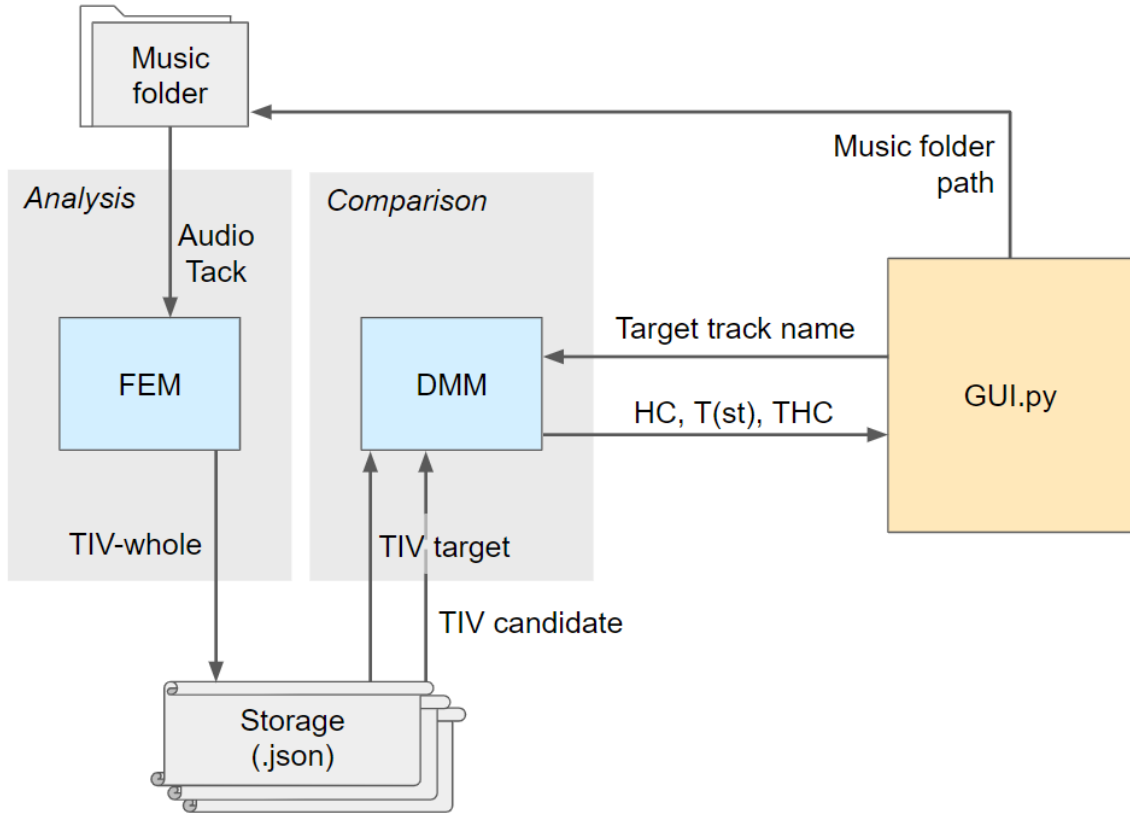 Music
folder
Music folder
path
Analysis
Comparison
Audio
Tack
FEM
DMM
Target track name
HC, T(st), THC
GUI.py
TIV-whole
TIV target
TIV candidate
Storage
(.json)